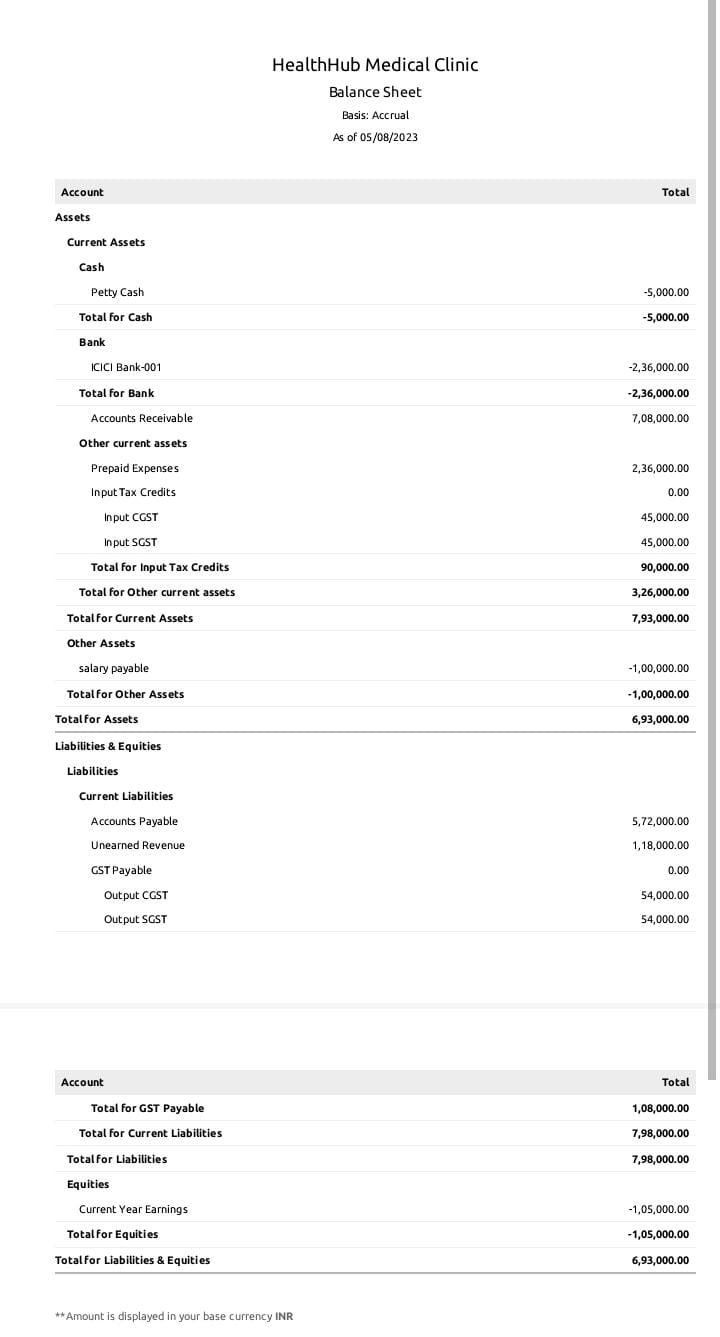 HealthHub Medical Clinic
Balance Sheet
Basis: Accrual
As of 05/08/2023
Account Total
Assets
Current Assets
Cash
Petty Cash -5,000.00
Total for Cash -5,000.00
Bank
ICICI Bank-001 -2,36,000.00
Total for Bank -2,36,000.00
Accounts Receivable 7,08,000.00
Other current assets
Prepaid Expenses 2,36,000.00
Input Tax Credits 0.00
Input CGST 45,000.00
Input SGST 45,000.00
Total for Input Tax Credits 90,000.00
Total for Other current assets 3,26,000.00
Total for Current Assets 7,93,000.00
Other Assets
salary payable -1,00,000.00
Total for Other Assets -1,00,000.00
Total for Assets 6,93,000.00
Liabilities & Equities
Liabilities
Current Liabilities
Accounts Payable 5,72,000.00
Unearned Revenue 1,18,000.00
GST Payable 0.00
Output CGST 54,000.00
Output SGST 54,000.00
Account Total
Total for GST Payable 1,08,000.00
Total for Current Liabilities 7,98,000.00
Total for Liabilities 7,98,000.00
Equities
Current Year Earnings -1,05,000.00
Total for Equities -1,05,000.00
Total for Liabilities & Equities 6,93,000.00
**Amount is displayed in your base currency INR